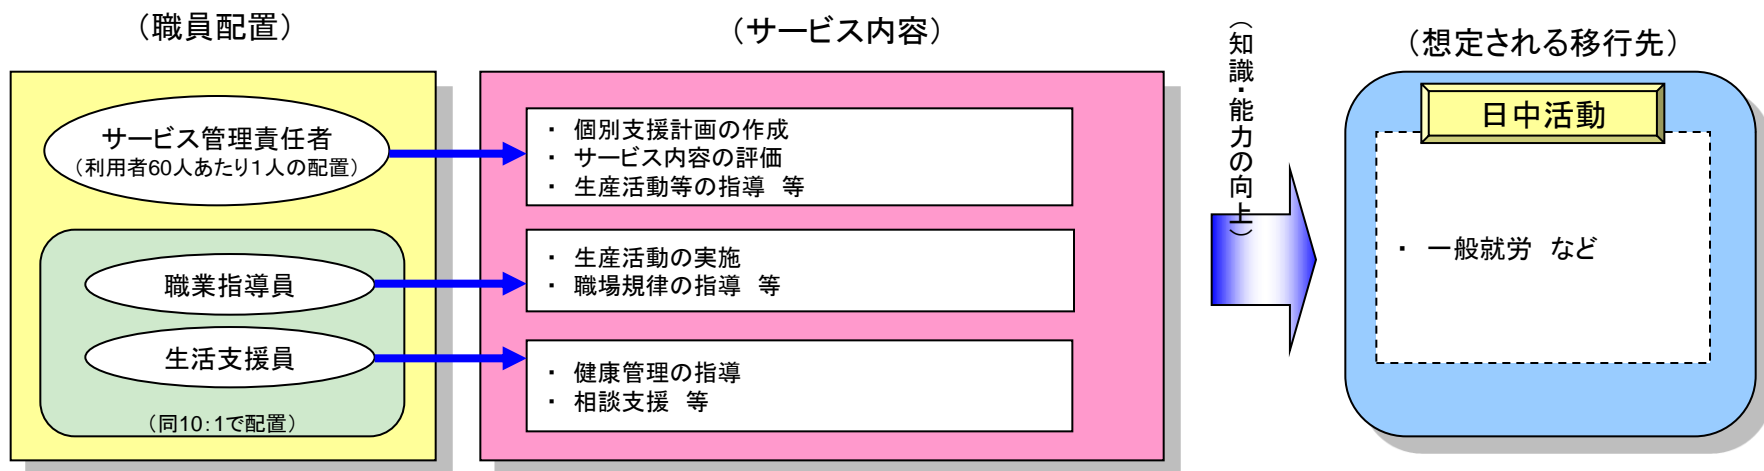 （職員配置）
サービス管理責任者
（利用者60人あたり1人の配置）
職業指導員
生活支援員
（同10：1で配置）
（サービス内容）
・ 個別支援計画の作成
・ サービス内容の評価
・ 生産活動等の指導 等
・ 生産活動の実施
・ 職場規律の指導 等
・ 健康管理の指導
・ 相談支援 等
（知識・能力の向上）
（想定される移行先）
日中活動
・ 一般就労 など